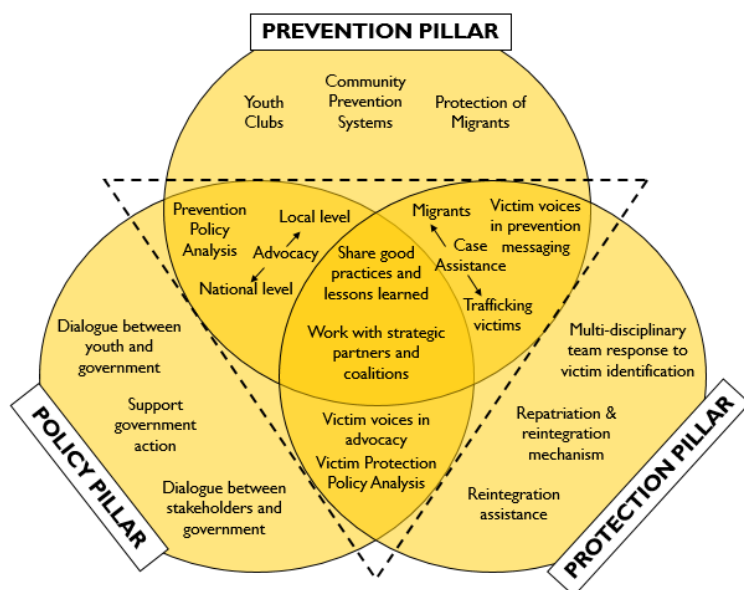 PREVENTION PILLAR
Youth
Clubs
Community
Prevention
Systems
Protection of
Migrants
Prevention
Policy
Analysis
Local level
Advocacy
National level
Migrants
Case
Assistance
Trafficking
victims
Victim voices
in prevention
messaging
Share good
practices and
lessons learned
Work with strategic
partners and
coalitions
Dialogue between
youth and
government
Support
government
action
Dialogue between
stakeholders and
government
POLICY PILLAR
Victim voices in
advocacy
Victim Protection
Policy Analysis
Multi-disciplinary
team response to
victim identification
Repatriation &
reintegration
mechanism
Reintegration
assistance
PROTECTION PILLAR